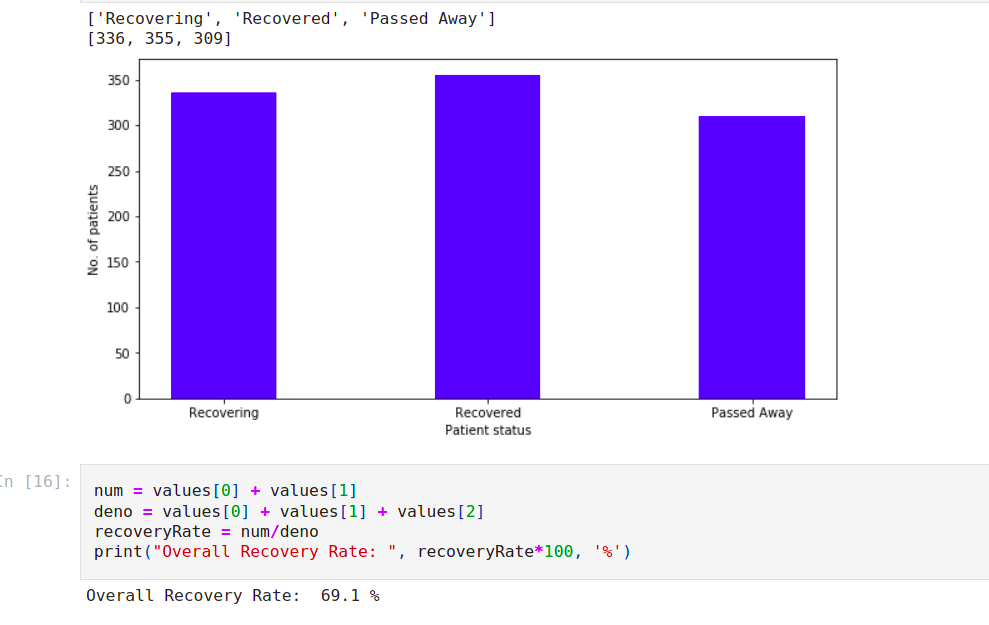 ['Recovering', 'Recovered', 'Passed Away']
[336, 355, 309]
350
300
250
200
150
100
50
0
No. of patients
Recovering Recovered Passed Away
Patient status
n [16]:
num = values[0] + values[1]
deno = values[0] + values[1] + values[2]
recoveryRate = num/deno
print("Overall Recovery Rate: ", recoveryRate*100, '%')
Overall Recovery Rate:  69.1 %